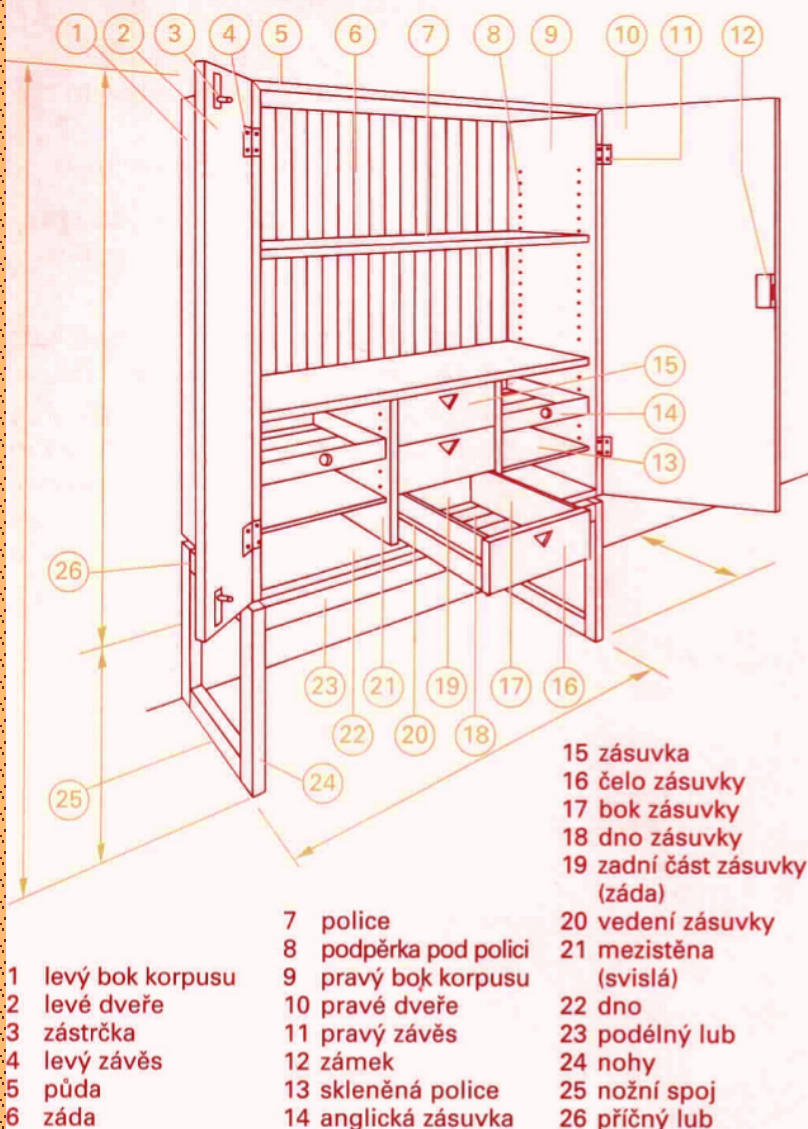 1 2 3 4 5 6 7 8 9 10 11 12
15
14
13
26
23 21 19 17 16
22 20 18
25
24
1 levý bok korpusu
2 levé dveře
3 zástrčka
4 levý závěs
5 půda
6 záda
7 police
8 podpěrka pod polici
9 pravý bok korpusu
10 pravé dveře
11 pravý závěs
12 zámek
13 skleněná police
14 anglická zásuvka
15 zásuvka
16 čelo zásuvky
17 bok zásuvky
18 dno zásuvky
19 zadní část zásuvky
(záda)
20 vedení zásuvky
21 mezistěna
(svislá)
22 dno
23 podélný lub
24 nohy
25 nožní spoj
26 příčný lub